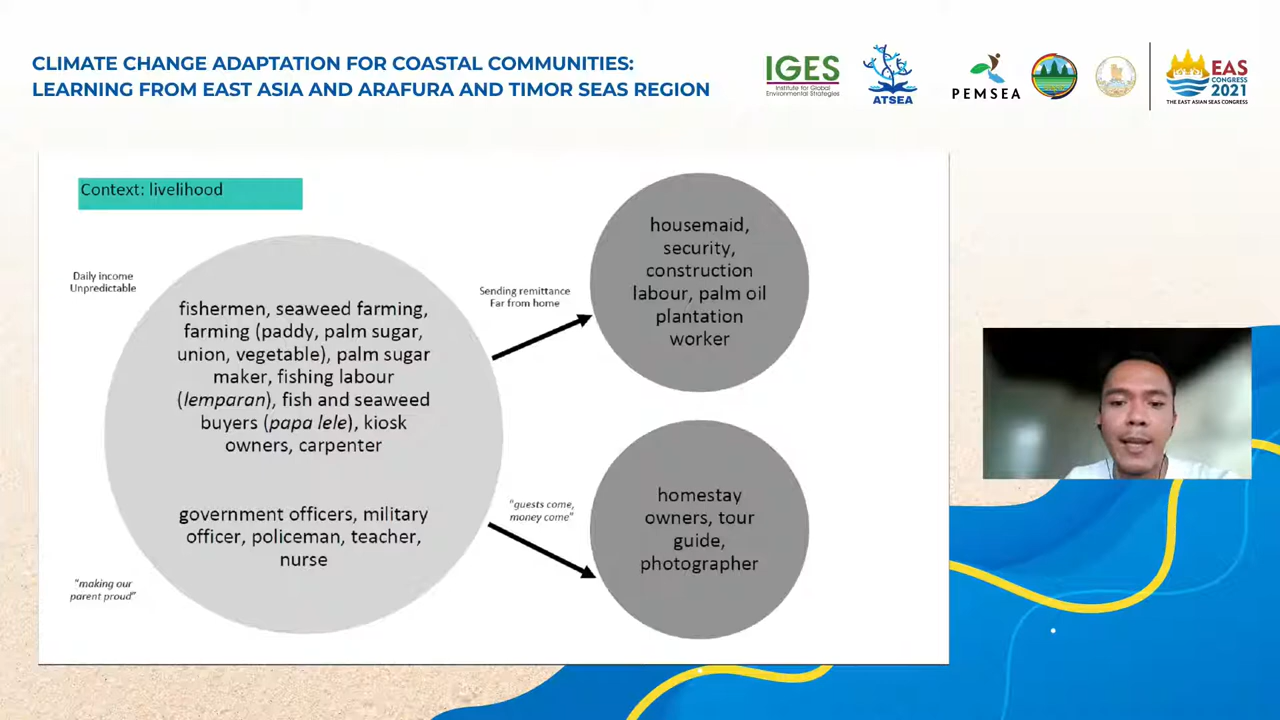 CLIMATE CHANGE ADAPTATION FOR COASTAL COMMUNITIES:
LEARNING FROM EAST ASIA AND ARAFURA AND TIMOR SEAS REGION
IGES
Institute for Global
Environmental Strategies
ATSEA
PEMSEA
EAS
CONGRESS
2021
THE EAST ASIAN SEAS CONGRESS
Context: livelihood
Daily income
Unpredictable
fishermen, seaweed farming,
farming (paddy, palm sugar,
union, vegetable), palm sugar
maker, fishing labour
(lemparan), fish and seaweed
buyers (papa lele), kiosk
owners, carpenter
government officers, military
officer, policeman, teacher,
nurse
"making our
parent proud"
Sending remittance
Far from home
housemaid,
security,
construction
labour, palm oil
plantation
worker
"guests come,
money come"
homestay
owners, tour
guide,
photographer